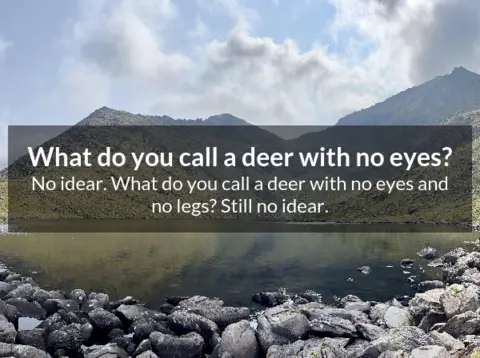 What do you call a deer with no eyes?
No idear. What do you call a deer with no eyes and
no legs? Still no idear.